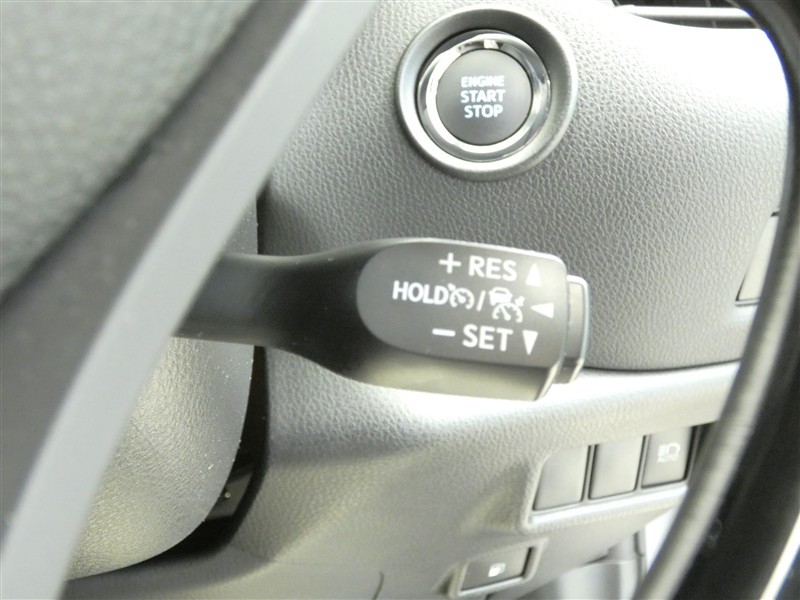 ENGINE
START
STOP
+ RES ▲
HOLD / ◄
− SET ▼